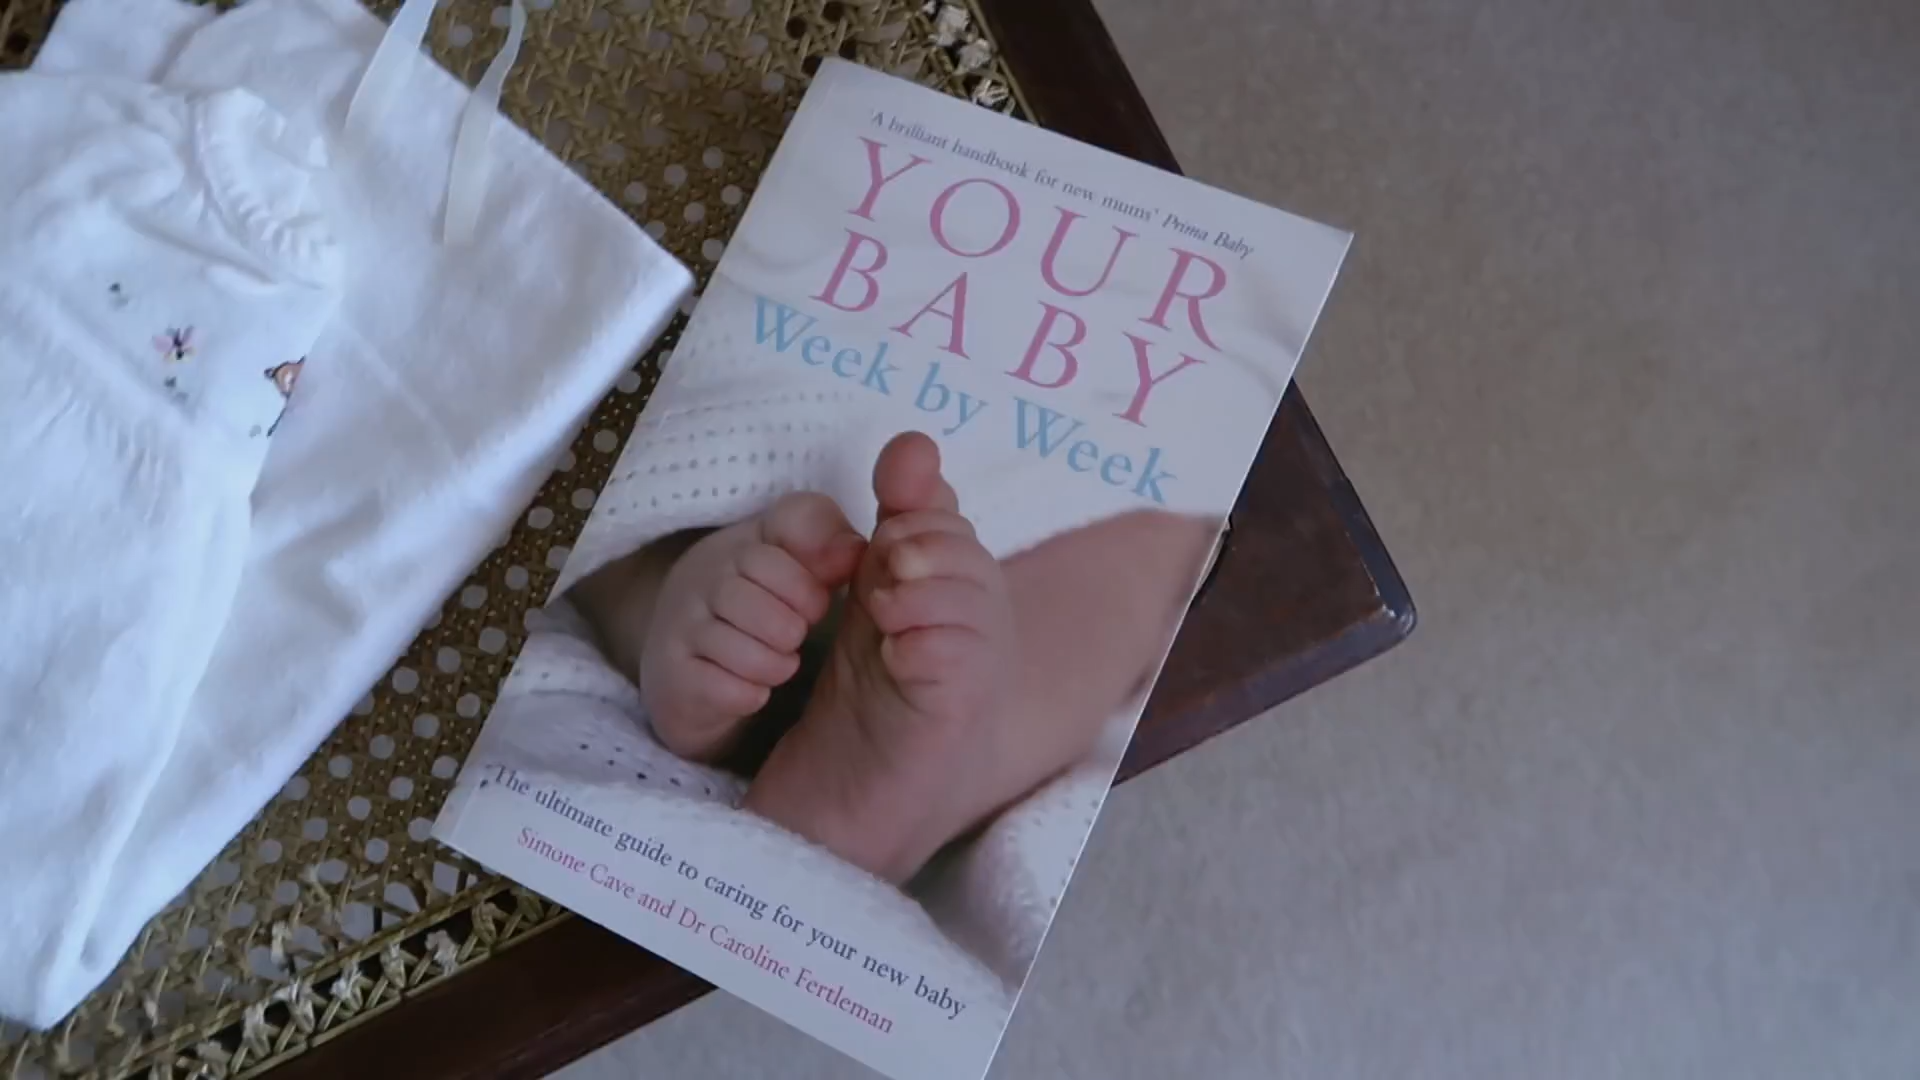 'A brilliant handbook for new mums' Prima Baby
YOUR
BABY
Week by Week
The ultimate guide to caring for your new baby
Simone Cave and Dr Caroline Fertleman